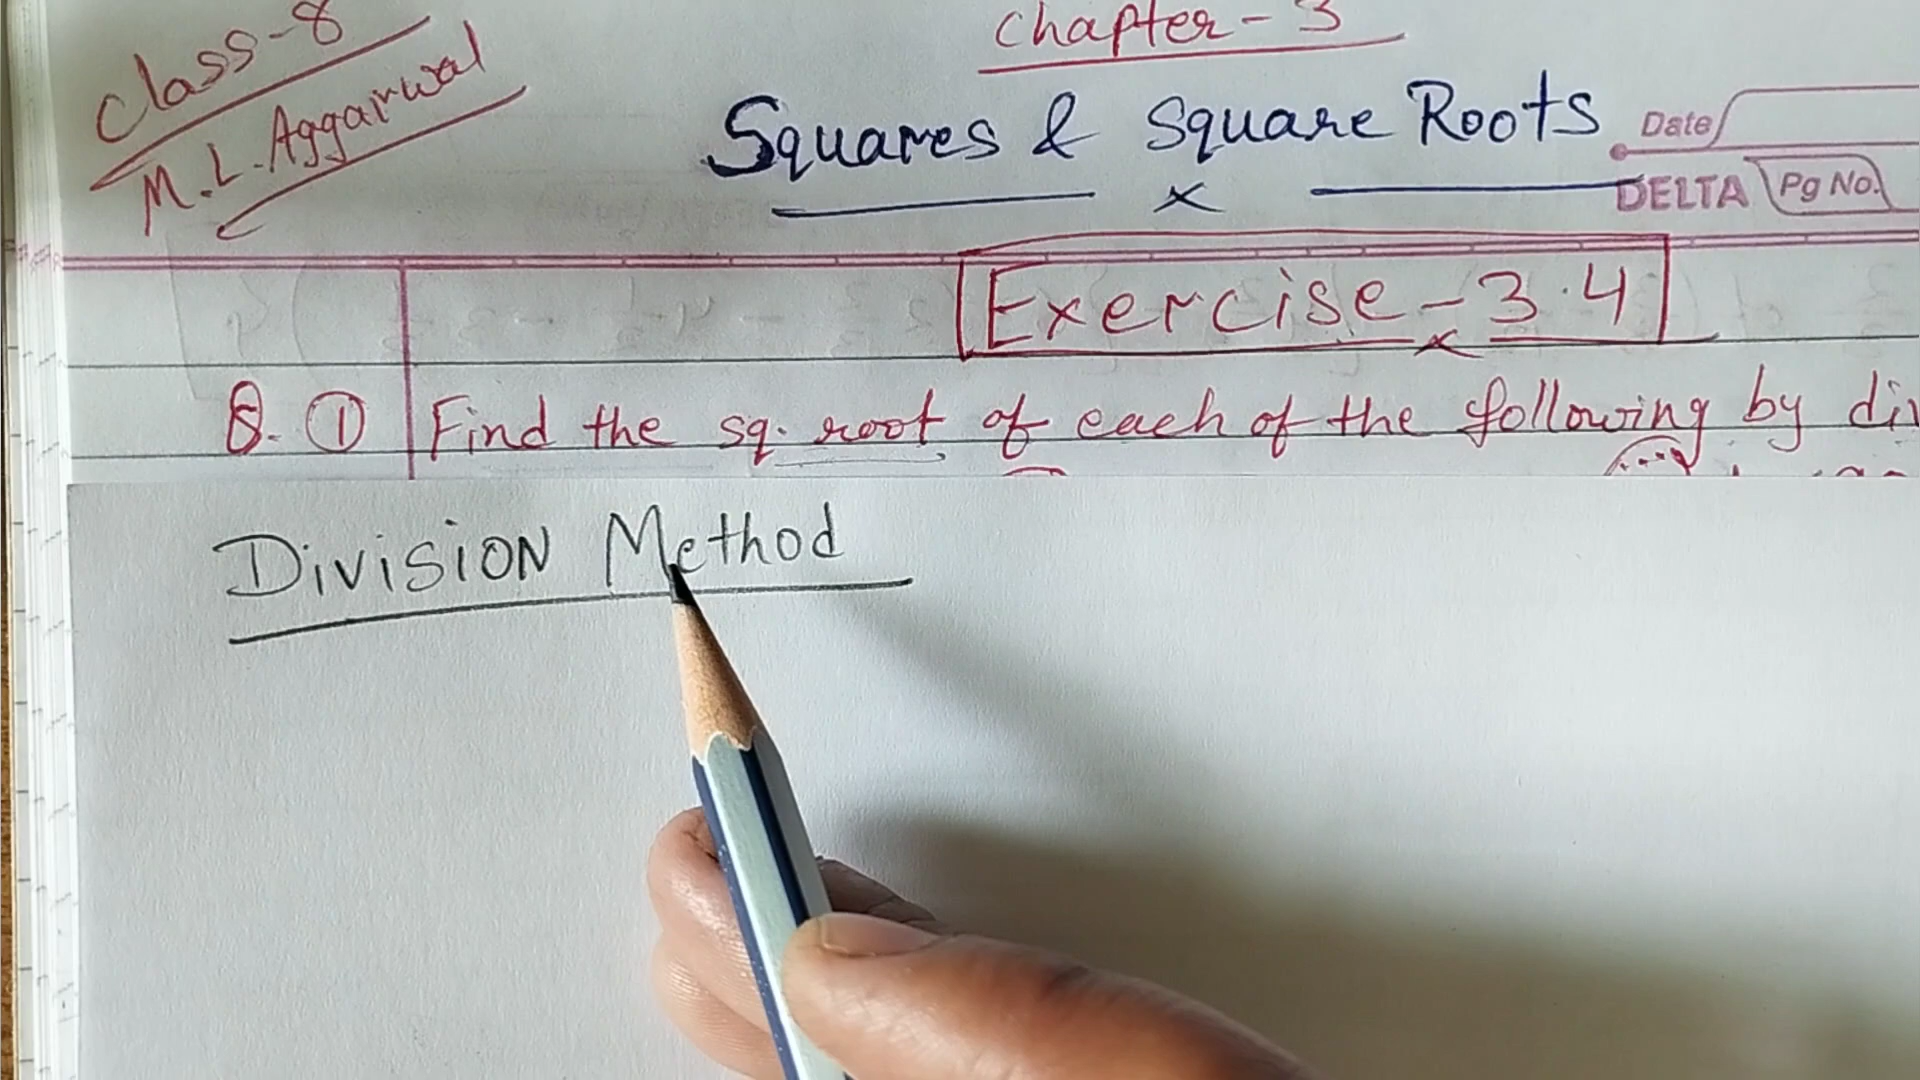 Class-8
M.L. Aggarwal
Chapter - 3
Squares & Square Roots
Date
DELTA Pg No.
Exercise - 3.4
Q. ① Find the sq. root of each of the following by
Division Method